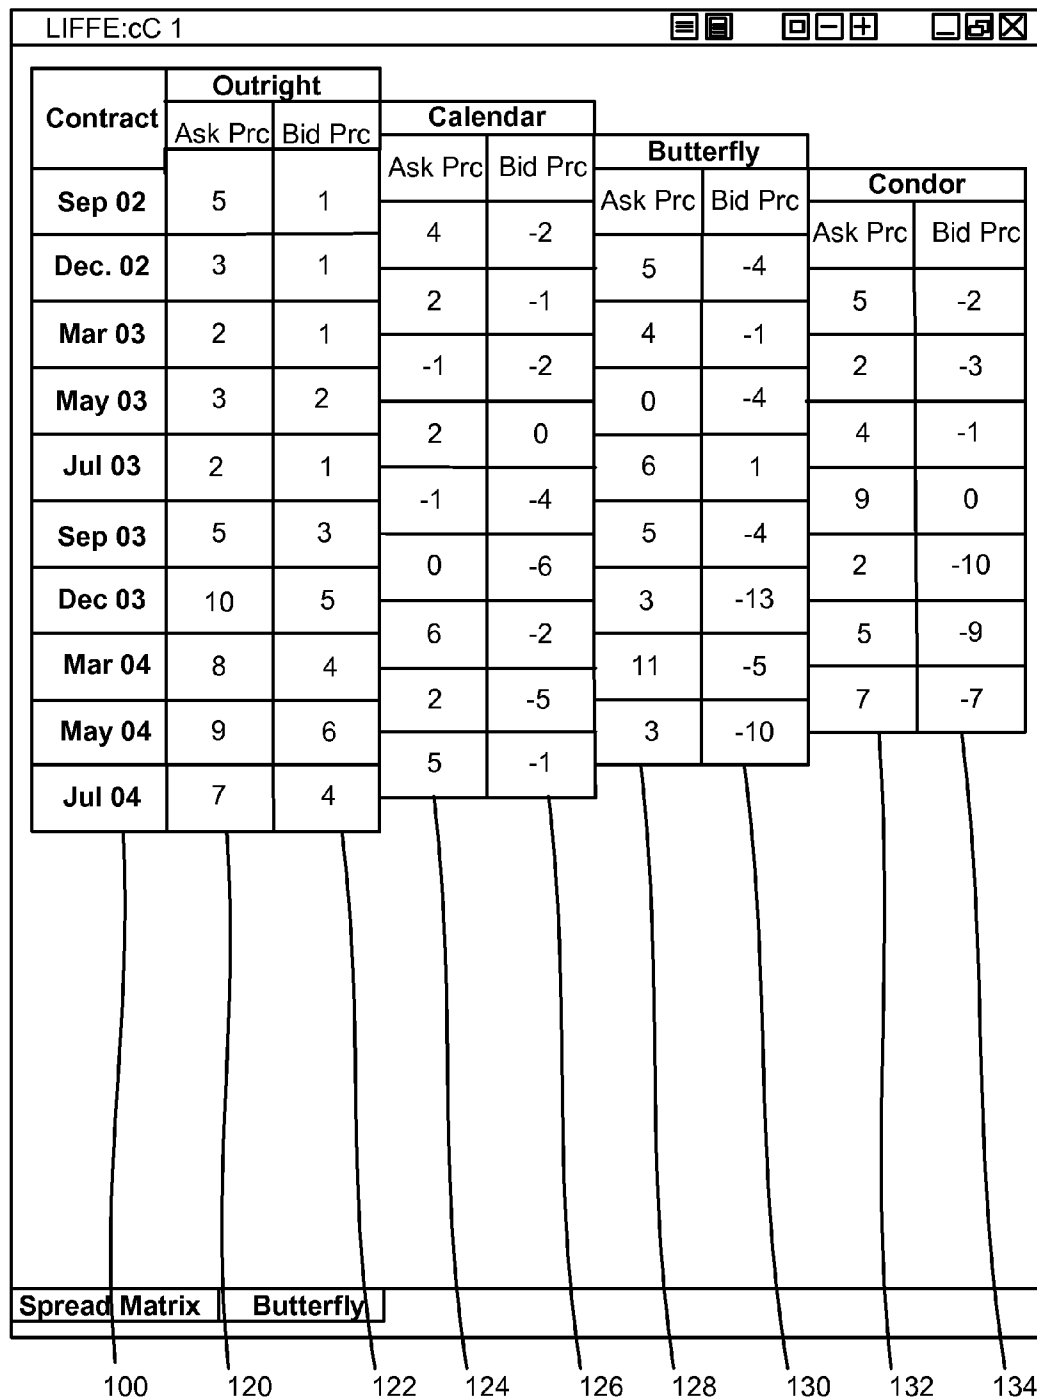 LIFFE:cC 1
Outright
Contract
Calendar
Ask Prc Bid Prc
Butterfly
Ask Prc Bid Prc
Condor
Sep 02 5 1
Ask Prc Bid Prc
4 -2
Ask Prc Bid Prc
Dec. 02 3 1
5 -4
2 -1
5 -2
Mar 03 2 1
4 -1
-1 -2
2 -3
May 03 3 2
0 -4
2 0
4 -1
Jul 03 2 1
6 1
-1 -4
9 0
Sep 03 5 3
5 -4
0 -6
2 -10
Dec 03 10 5
3 -13
6 -2
5 -9
Mar 04 8 4
11 -5
2 -5
7 -7
May 04 9 6
3 -10
5 -1
Jul 04 7 4
Spread Matrix Butterfly
100 120 122 124 126 128 130 132 134